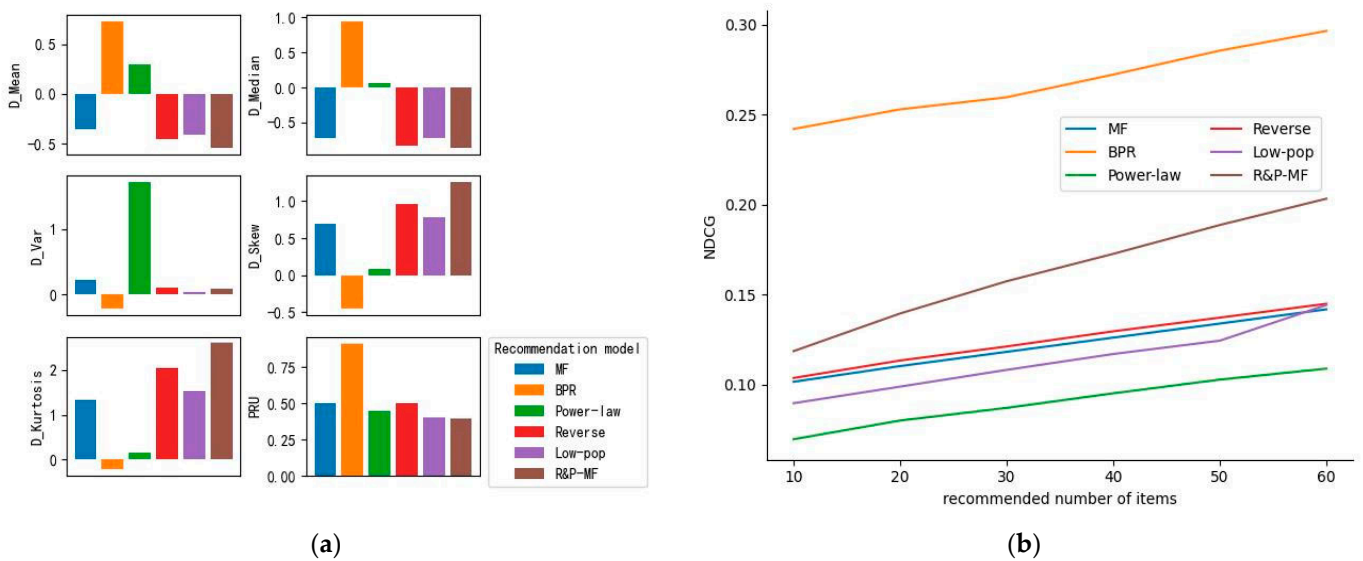 D_Mean
0.5
0.0
−0.5
D_Median
1.0
0.5
0.0
−0.5
D_Var
1
0
D_Skew
1.0
0.5
0.0
−0.5
D_Kurtosis
2
1
0
PRU
0.75
0.50
0.25
0.00
Recommendation model
MF
BPR
Power-law
Reverse
Low-pop
R&P-MF
(a)
NDCG
0.30
0.25
0.20
0.15
0.10
MF
BPR
Power-law
Reverse
Low-pop
R&P-MF
10 20 30 40 50 60
recommended number of items
(b)